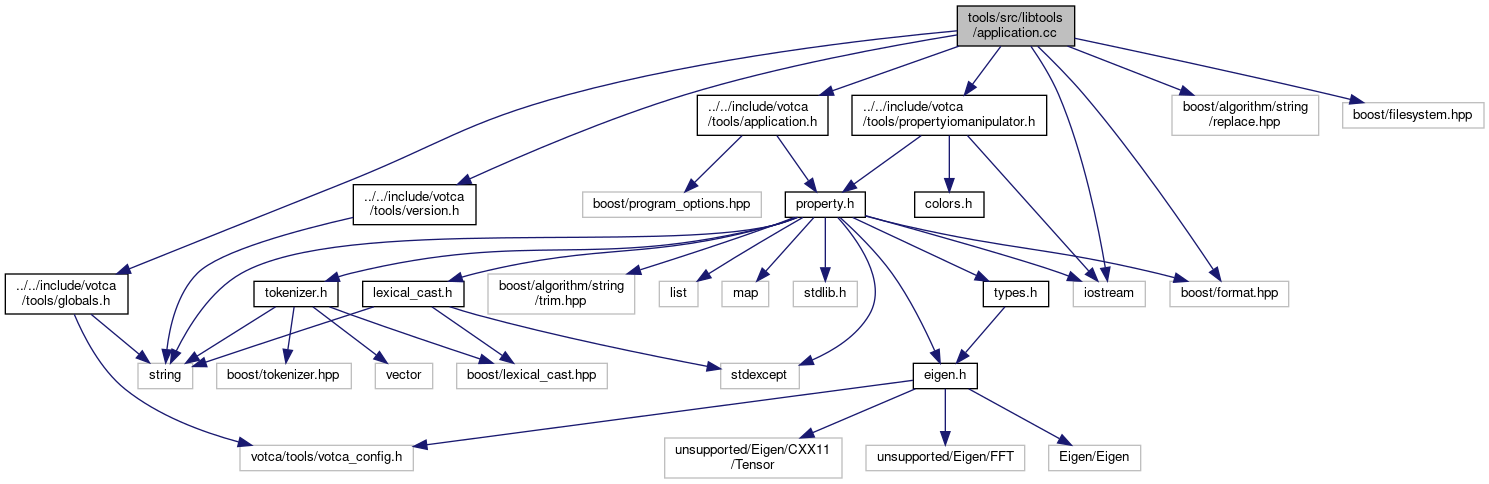 tools/src/libtools
/application.cc
../../include/votca
/tools/application.h
../../include/votca
/tools/propertyiomanipulator.h
boost/algorithm/string
/replace.hpp
boost/filesystem.hpp
../../include/votca
/tools/version.h
boost/program_options.hpp
property.h
colors.h
../../include/votca
/tools/globals.h
tokenizer.h
lexical_cast.h
boost/algorithm/string
/trim.hpp
list
map
stdlib.h
types.h
iostream
boost/format.hpp
string
boost/tokenizer.hpp
vector
boost/lexical_cast.hpp
stdexcept
eigen.h
votca/tools/votca_config.h
unsupported/Eigen/CXX11
/Tensor
unsupported/Eigen/FFT
Eigen/Eigen